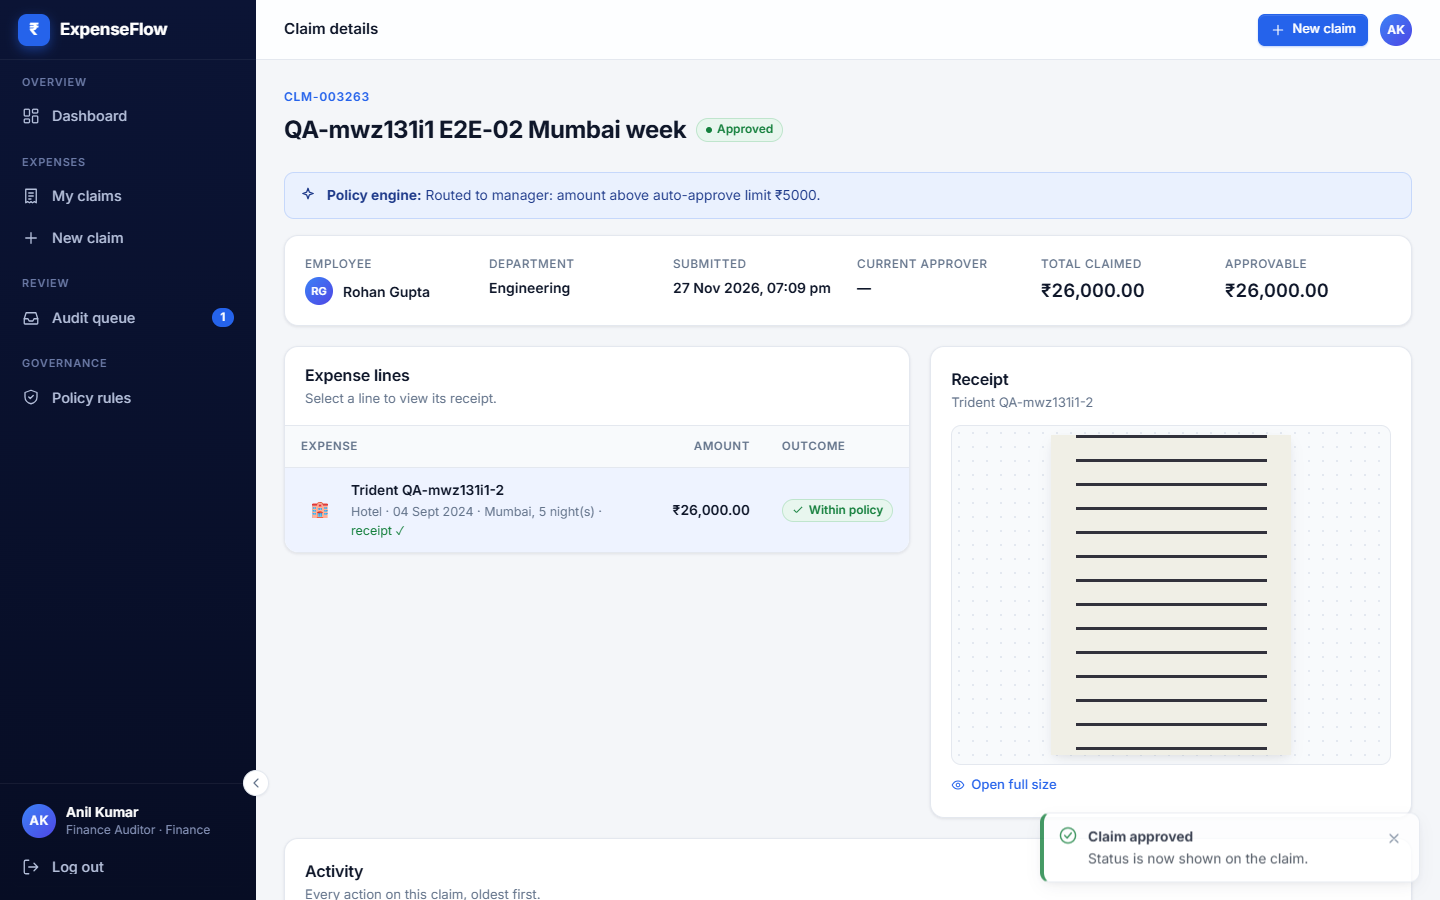 ₹ ExpenseFlow
OVERVIEW
Dashboard
EXPENSES
My claims
New claim
REVIEW
Audit queue 1
GOVERNANCE
Policy rules
AK Anil Kumar
Finance Auditor · Finance
Log out
Claim details
New claim AK
CLM-003263
QA-mwz131i1 E2E-02 Mumbai week Approved
Policy engine: Routed to manager: amount above auto-approve limit ₹5000.
EMPLOYEE
RG Rohan Gupta
DEPARTMENT
Engineering
SUBMITTED
27 Nov 2026, 07:09 pm
CURRENT APPROVER
—
TOTAL CLAIMED
₹26,000.00
APPROVABLE
₹26,000.00
Expense lines
Select a line to view its receipt.
EXPENSE AMOUNT OUTCOME
Trident QA-mwz131i1-2
Hotel · 04 Sept 2024 · Mumbai, 5 night(s) ·
receipt ✓
₹26,000.00
Within policy
Receipt
Trident QA-mwz131i1-2
Open full size
Activity
Every action on this claim, oldest first.
Claim approved
Status is now shown on the claim.